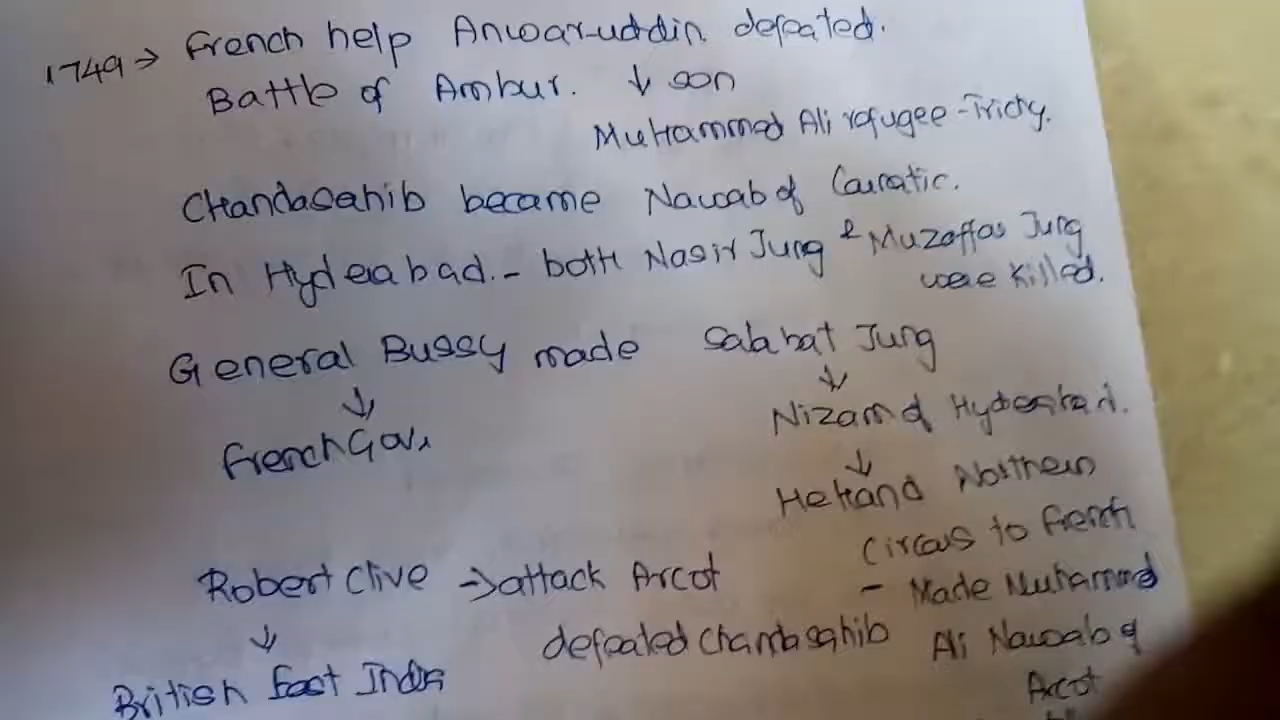 1749 → French help Anwar-uddin defeated.
Battle of Ambur. ↓ son
Muhammad Ali refugee - Trichy.
Chandasahib became Nawab of Carnatic.
In Hyderabad. - both Nasir Jung & Muzaffar Jung
were killed.
General Bussy made Salabat Jung
↓ ↓
French Gov. Nizam of Hyderabad.
↓
He hand Northern
Circars to French
Robert Clive → attack Arcot - Made Muhammad
↓ defeated Chandasahib Ali Nawab of
British East India Arcot